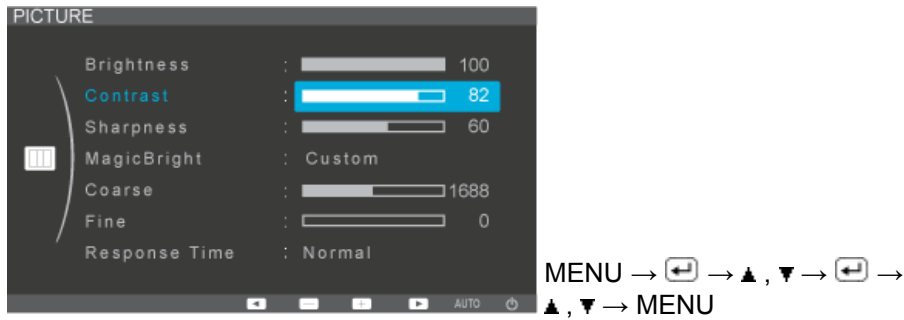 PICTURE
Brightness : 100
Contrast : 82
Sharpness : 60
MagicBright : Custom
Coarse : 1688
Fine : 0
Response Time : Normal
AUTO
MENU → → ▲ , ▼ → →
▲ , ▼ → MENU